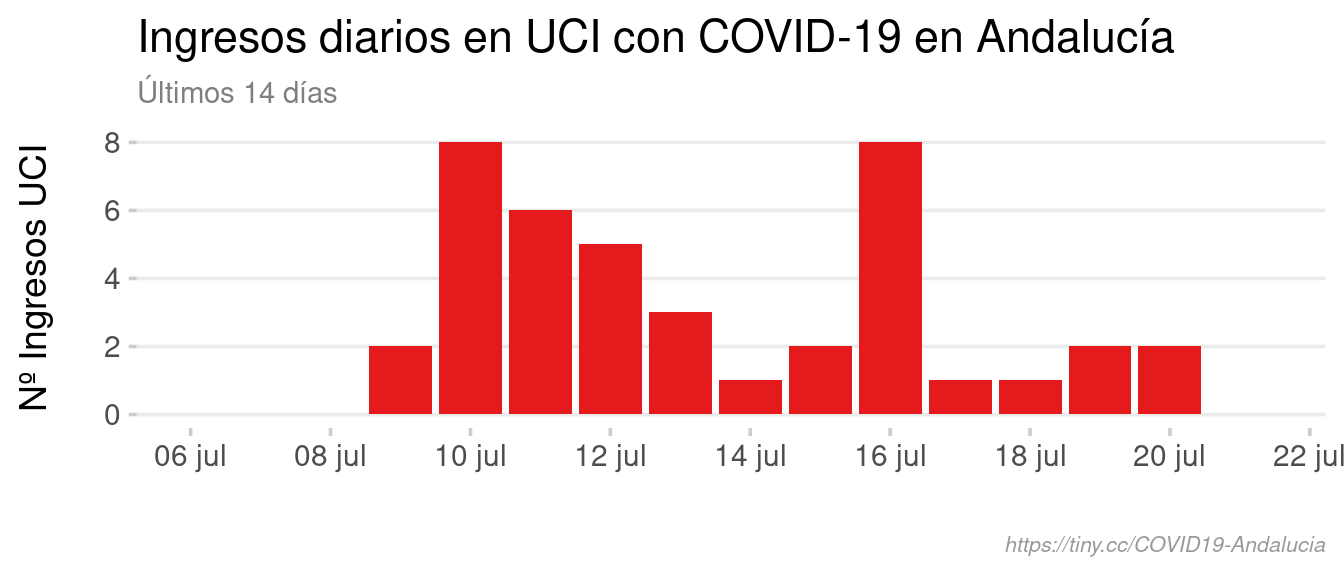 Ingresos diarios en UCI con COVID-19 en Andalucía
Últimos 14 días
Nº Ingresos UCI
8
6
4
2
0
06 jul 08 jul 10 jul 12 jul 14 jul 16 jul 18 jul 20 jul 22 jul
https://tiny.cc/COVID19-Andalucia